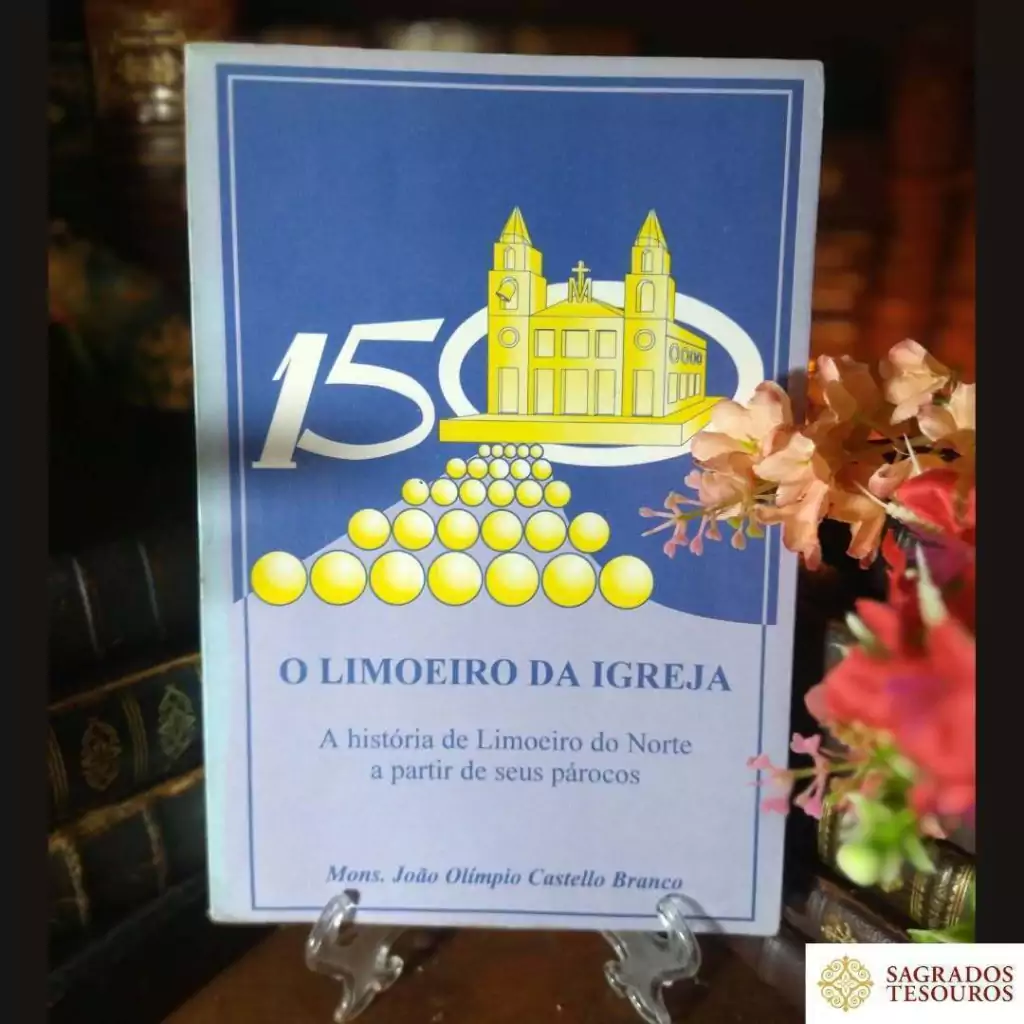 150
M
O LIMOEIRO DA IGREJA
A história de Limoeiro do Norte
a partir de seus párocos
Mons. João Olímpio Castello Branco
SAGRADOS
TESOUROS